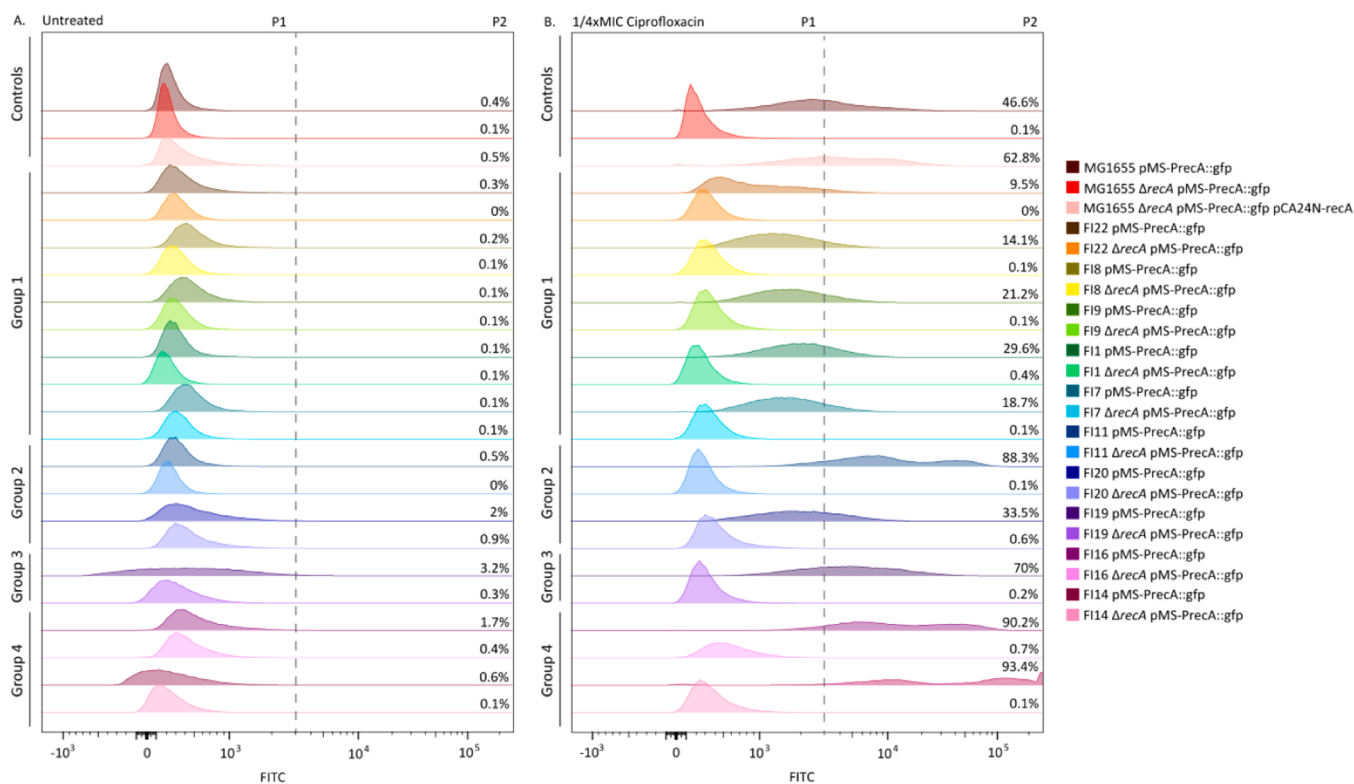 A. Untreated P1 P2
Controls
0.4%
0.1%
0.5%
Group 1
0.3%
0%
0.2%
0.1%
0.1%
0.1%
0.1%
0.1%
0.1%
0.1%
Group 2
0.5%
0%
2%
0.9%
Group 3
3.2%
0.3%
Group 4
1.7%
0.4%
0.6%
0.1%
-10³ 0 10³ 10⁴ 10⁵
FITC
B. 1/4xMIC Ciprofloxacin P1 P2
Controls
46.6%
0.1%
62.8%
Group 1
9.5%
0%
14.1%
0.1%
21.2%
0.1%
29.6%
0.4%
18.7%
0.1%
Group 2
88.3%
0.1%
33.5%
0.6%
Group 3
70%
0.2%
Group 4
90.2%
0.7%
93.4%
0.1%
-10³ 0 10³ 10⁴ 10⁵
FITC
MG1655 pMS-PrecA::gfp
MG1655 ΔrecA pMS-PrecA::gfp
MG1655 ΔrecA pMS-PrecA::gfp pCA24N-recA
FI22 pMS-PrecA::gfp
FI22 ΔrecA pMS-PrecA::gfp
FI8 pMS-PrecA::gfp
FI8 ΔrecA pMS-PrecA::gfp
FI9 pMS-PrecA::gfp
FI9 ΔrecA pMS-PrecA::gfp
FI1 pMS-PrecA::gfp
FI1 ΔrecA pMS-PrecA::gfp
FI7 pMS-PrecA::gfp
FI7 ΔrecA pMS-PrecA::gfp
FI11 pMS-PrecA::gfp
FI11 ΔrecA pMS-PrecA::gfp
FI20 pMS-PrecA::gfp
FI20 ΔrecA pMS-PrecA::gfp
FI19 pMS-PrecA::gfp
FI19 ΔrecA pMS-PrecA::gfp
FI16 pMS-PrecA::gfp
FI16 ΔrecA pMS-PrecA::gfp
FI14 pMS-PrecA::gfp
FI14 ΔrecA pMS-PrecA::gfp